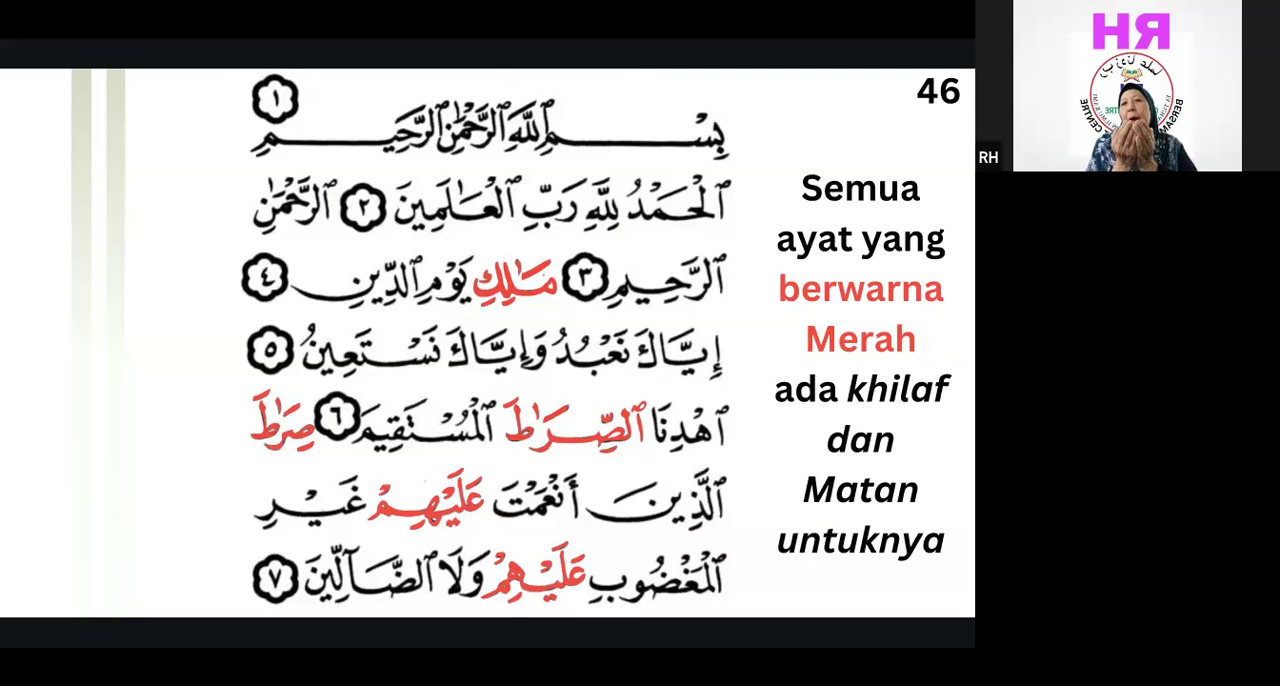 بِسْمِ ٱللَّهِ ٱلرَّحْمَٰنِ ٱلرَّحِيمِ ١
ٱلْحَمْدُ لِلَّهِ رَبِّ ٱلْعَٰلَمِينَ ٢ ٱلرَّحْمَٰنِ
ٱلرَّحِيمِ ٣ مَٰلِكِ يَوْمِ ٱلدِّينِ ٤
إِيَّاكَ نَعْبُدُ وَإِيَّاكَ نَسْتَعِينُ ٥
ٱهْدِنَا ٱلصِّرَٰطَ ٱلْمُسْتَقِيمَ ٦ صِرَٰطَ
ٱلَّذِينَ أَنْعَمْتَ عَلَيْهِمْ غَيْرِ
ٱلْمَغْضُوبِ عَلَيْهِمْ وَلَا ٱلضَّآلِّينَ ٧
46
Semua
ayat yang
berwarna
Merah
ada khilaf
dan
Matan
untuknya
RH